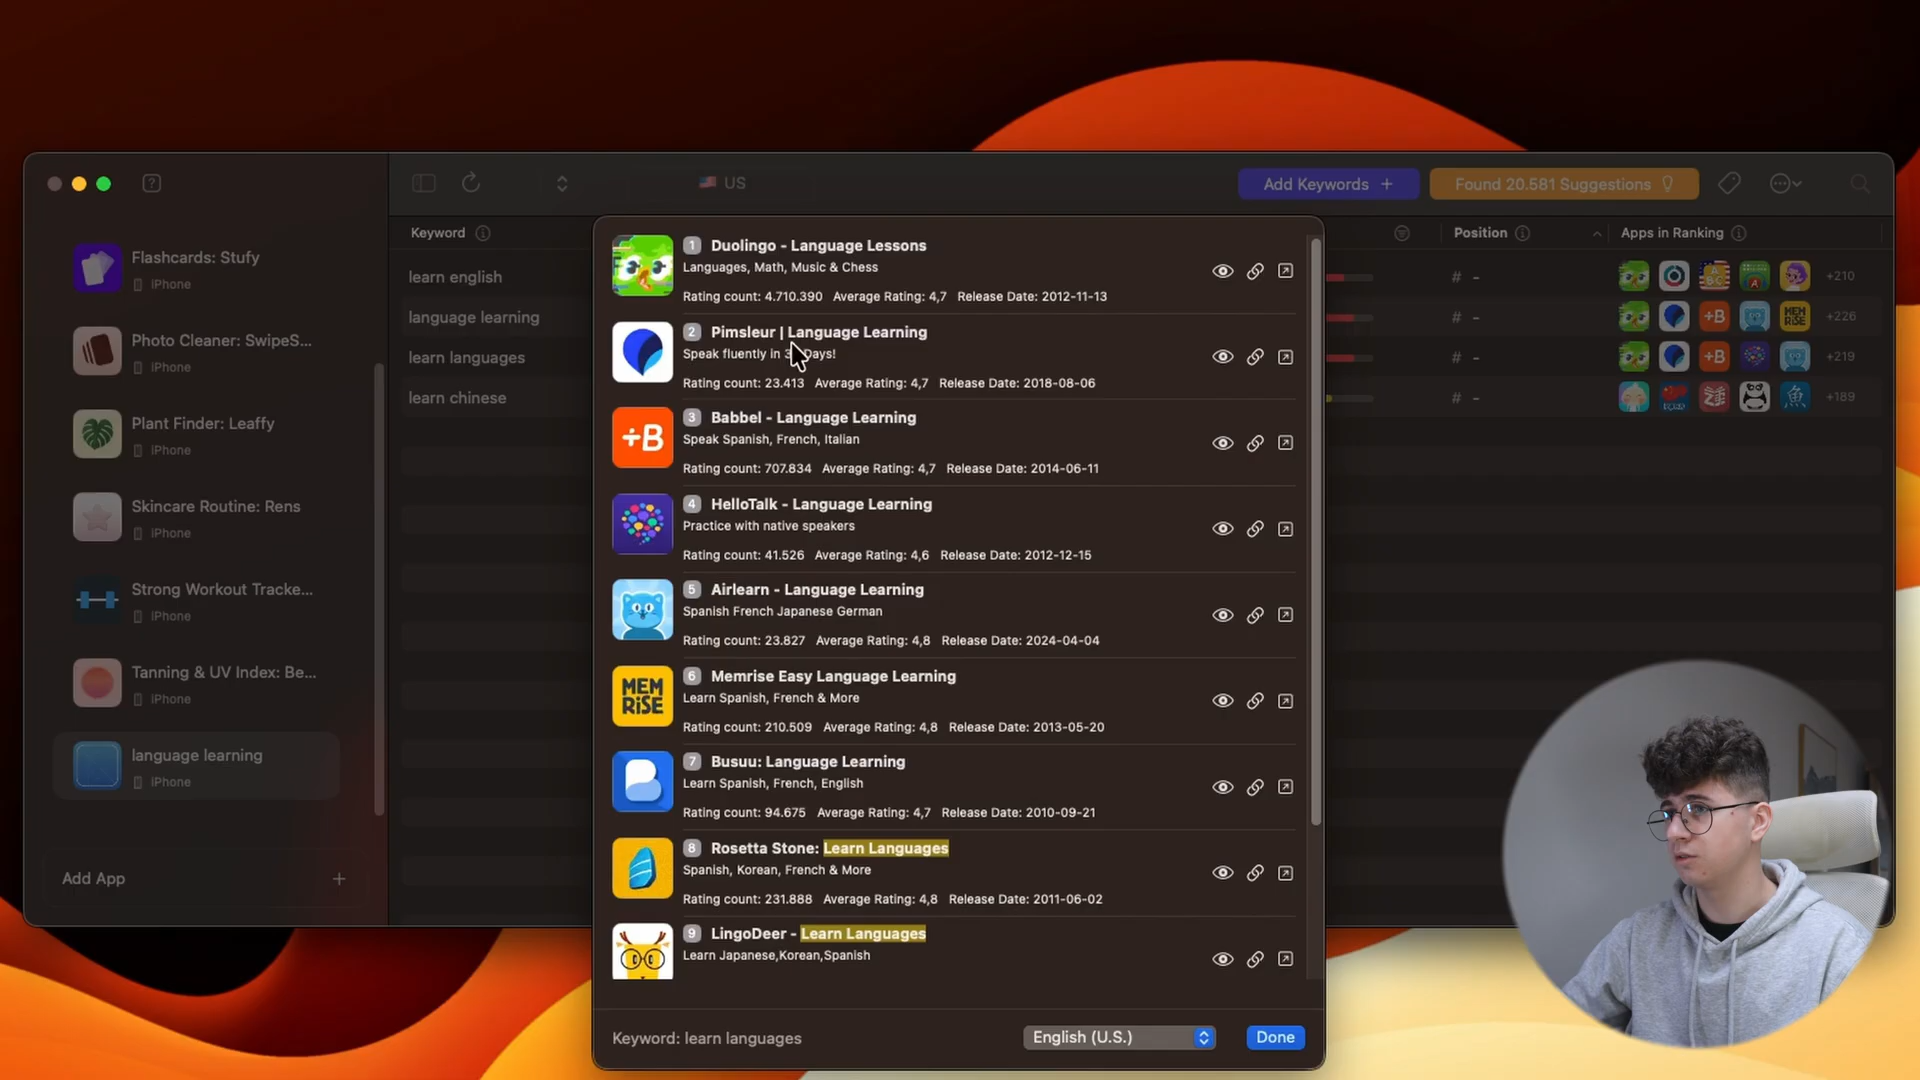 US
Add Keywords +
Found 20.581 Suggestions
Keyword
Position
Apps in Ranking
Flashcards: Stufy
iPhone
Photo Cleaner: SwipeS...
iPhone
Plant Finder: Leaffy
iPhone
Skincare Routine: Rens
iPhone
Strong Workout Tracke...
iPhone
Tanning & UV Index: Be...
iPhone
language learning
iPhone
Add App +
learn english
# -
+210
language learning
# -
+226
learn languages
# -
+219
learn chinese
# -
+189
1 Duolingo - Language Lessons
Languages, Math, Music & Chess
Rating count: 4.710.390 Average Rating: 4,7 Release Date: 2012-11-13
2 Pimsleur | Language Learning
Speak fluently in 3 Days!
Rating count: 23.413 Average Rating: 4,7 Release Date: 2018-08-06
+B
3 Babbel - Language Learning
Speak Spanish, French, Italian
Rating count: 707.834 Average Rating: 4,7 Release Date: 2014-06-11
4 HelloTalk - Language Learning
Practice with native speakers
Rating count: 41.526 Average Rating: 4,6 Release Date: 2012-12-15
5 Airlearn - Language Learning
Spanish French Japanese German
Rating count: 23.827 Average Rating: 4,8 Release Date: 2024-04-04
MEM
RiSE
6 Memrise Easy Language Learning
Learn Spanish, French & More
Rating count: 210.509 Average Rating: 4,8 Release Date: 2013-05-20
7 Busuu: Language Learning
Learn Spanish, French, English
Rating count: 94.675 Average Rating: 4,7 Release Date: 2010-09-21
8 Rosetta Stone: Learn Languages
Spanish, Korean, French & More
Rating count: 231.888 Average Rating: 4,8 Release Date: 2011-06-02
9 LingoDeer - Learn Languages
Learn Japanese,Korean,Spanish
Keyword: learn languages
English (U.S.)
Done